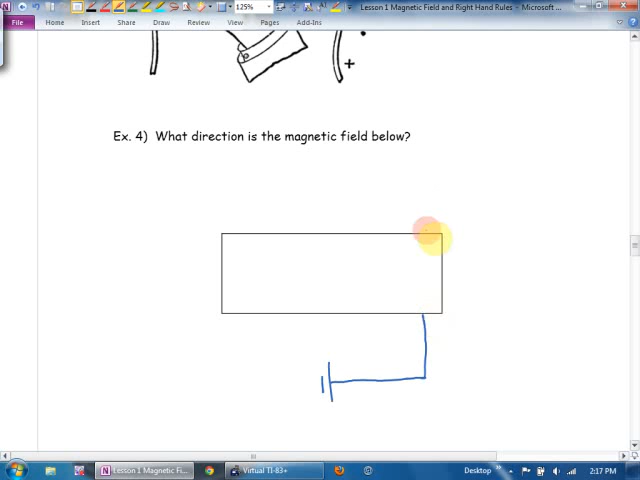 Lesson 1 Magnetic Field and Right Hand Rules - Microsoft
125%
File
Home
Insert
Share
Draw
Review
View
Pages
Add-Ins
+
Ex. 4) What direction is the magnetic field below?
Lesson 1 Magnetic Fi...
Virtual TI-83+
Desktop
2:17 PM